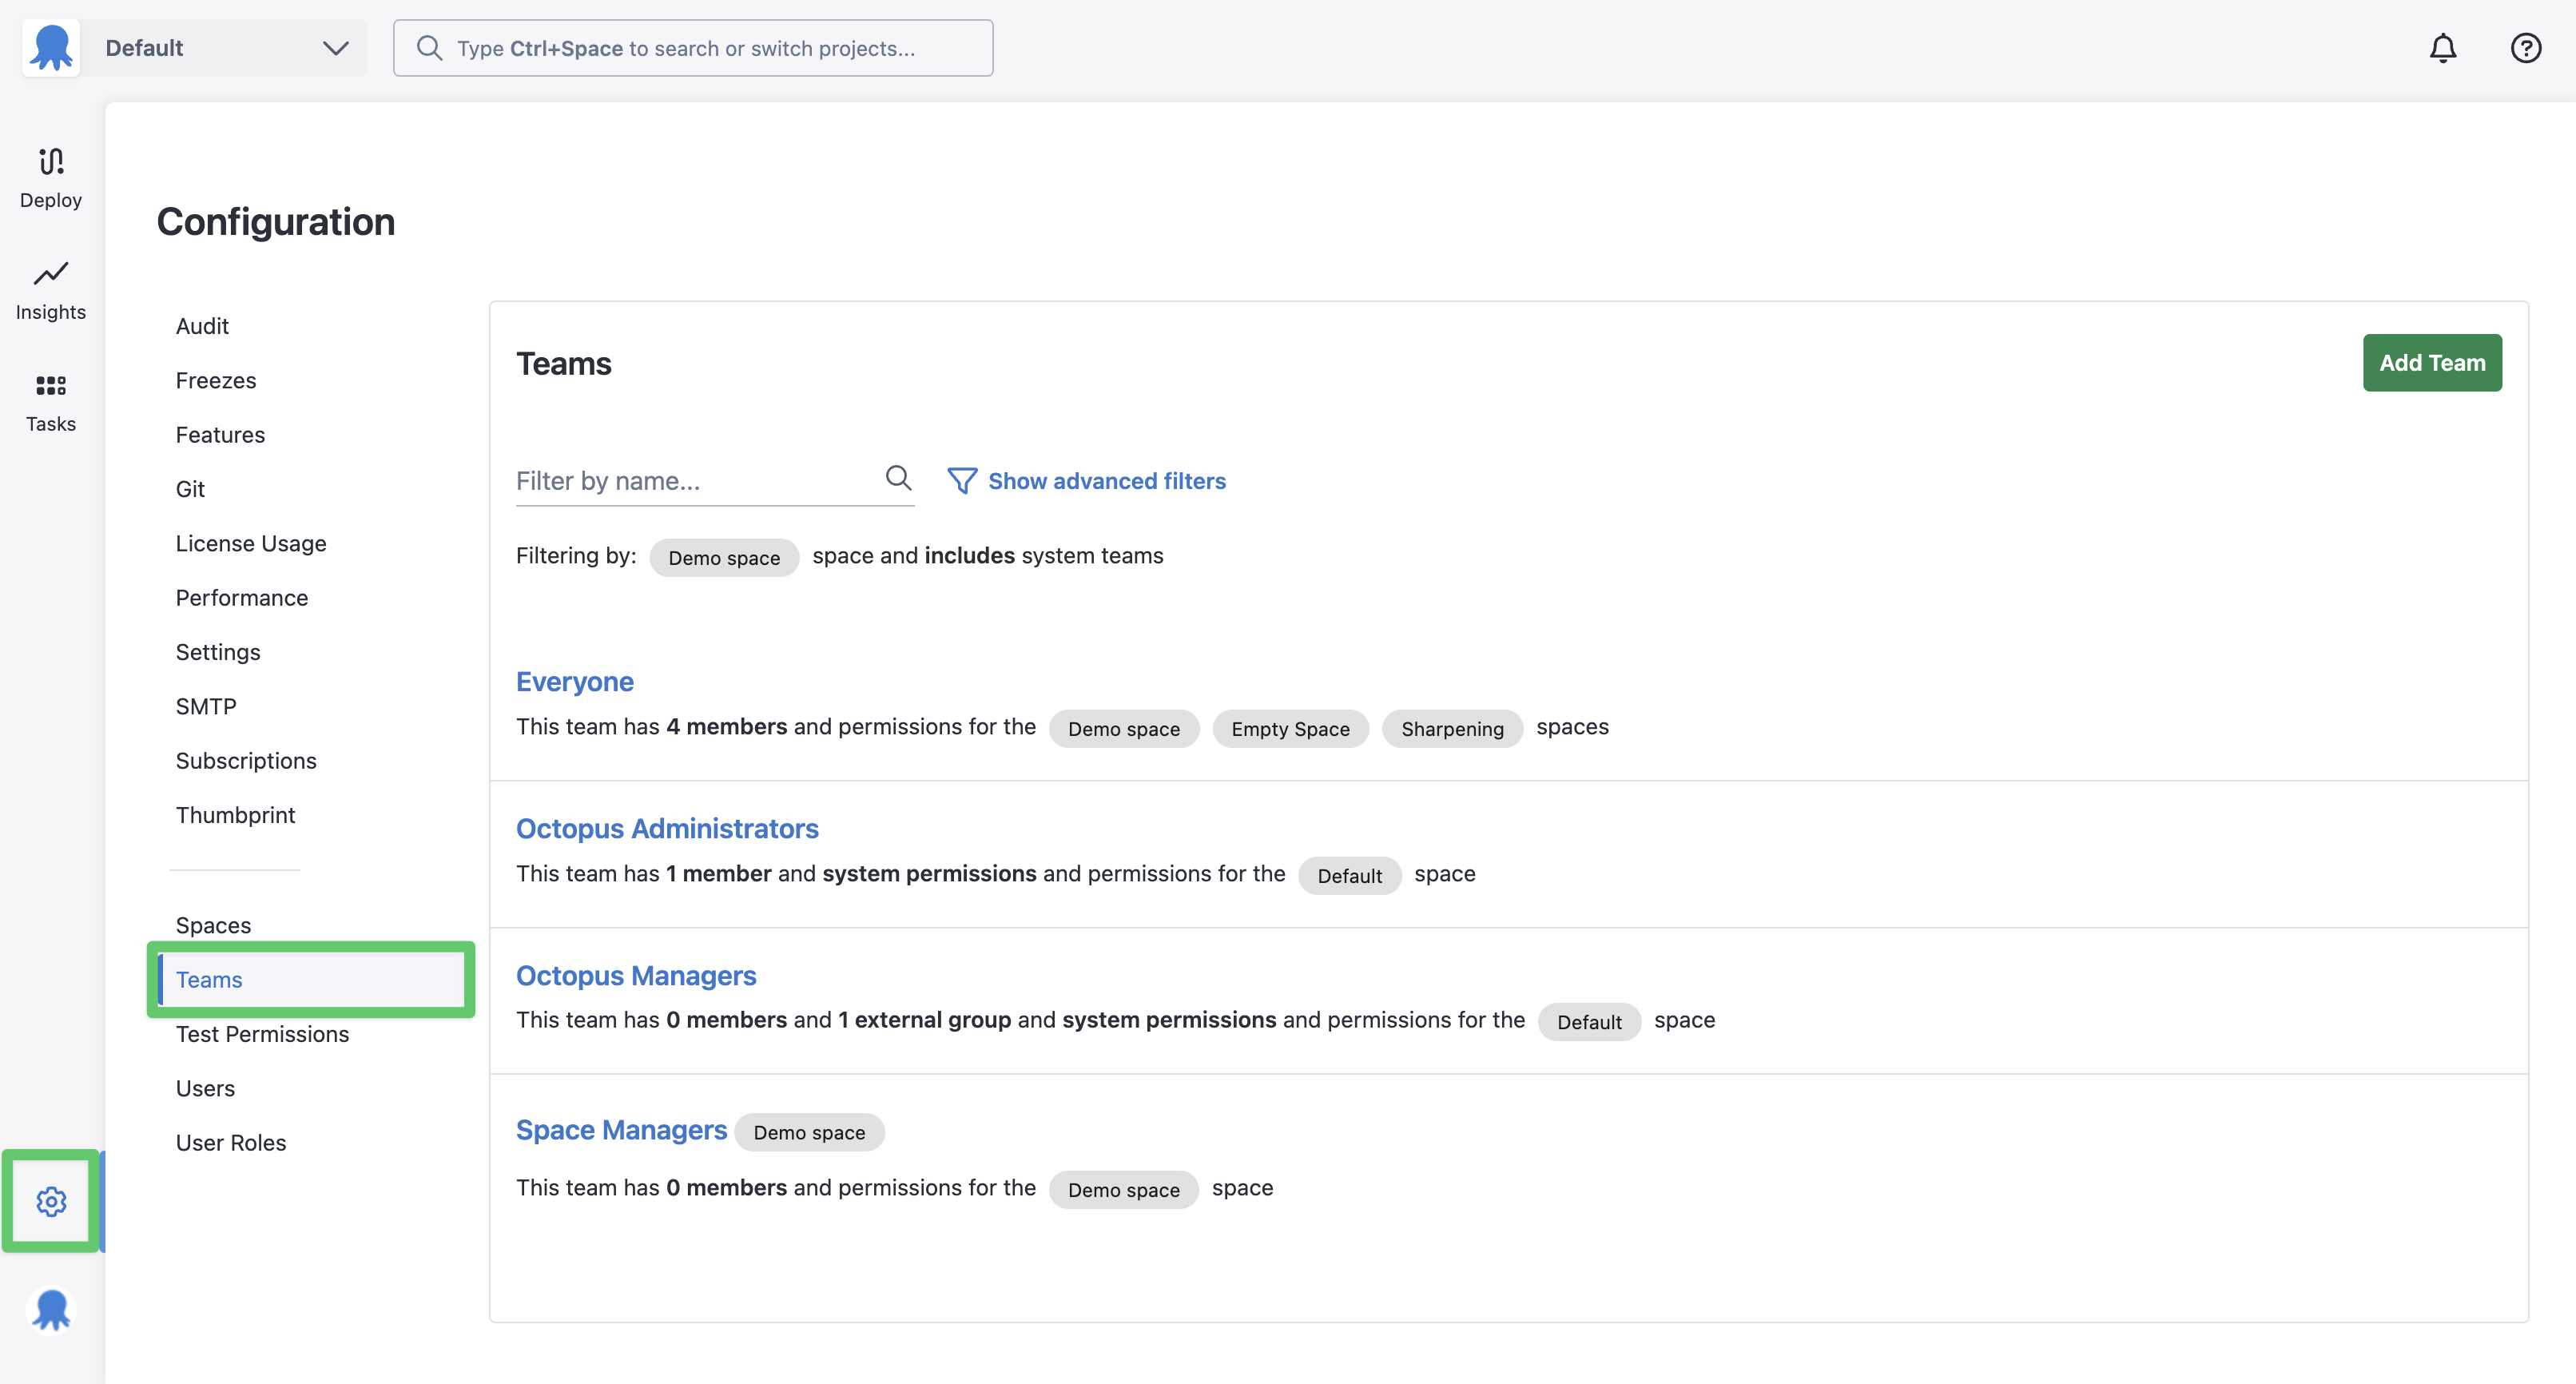 Default
Type Ctrl+Space to search or switch projects...
Deploy
Insights
Tasks
Configuration
Audit
Freezes
Features
Git
License Usage
Performance
Settings
SMTP
Subscriptions
Thumbprint
Spaces
Teams
Test Permissions
Users
User Roles
Teams
Add Team
Filter by name...
Show advanced filters
Filtering by: Demo space space and includes system teams
Everyone
This team has 4 members and permissions for the Demo space Empty Space Sharpening spaces
Octopus Administrators
This team has 1 member and system permissions and permissions for the Default space
Octopus Managers
This team has 0 members and 1 external group and system permissions and permissions for the Default space
Space Managers Demo space
This team has 0 members and permissions for the Demo space space